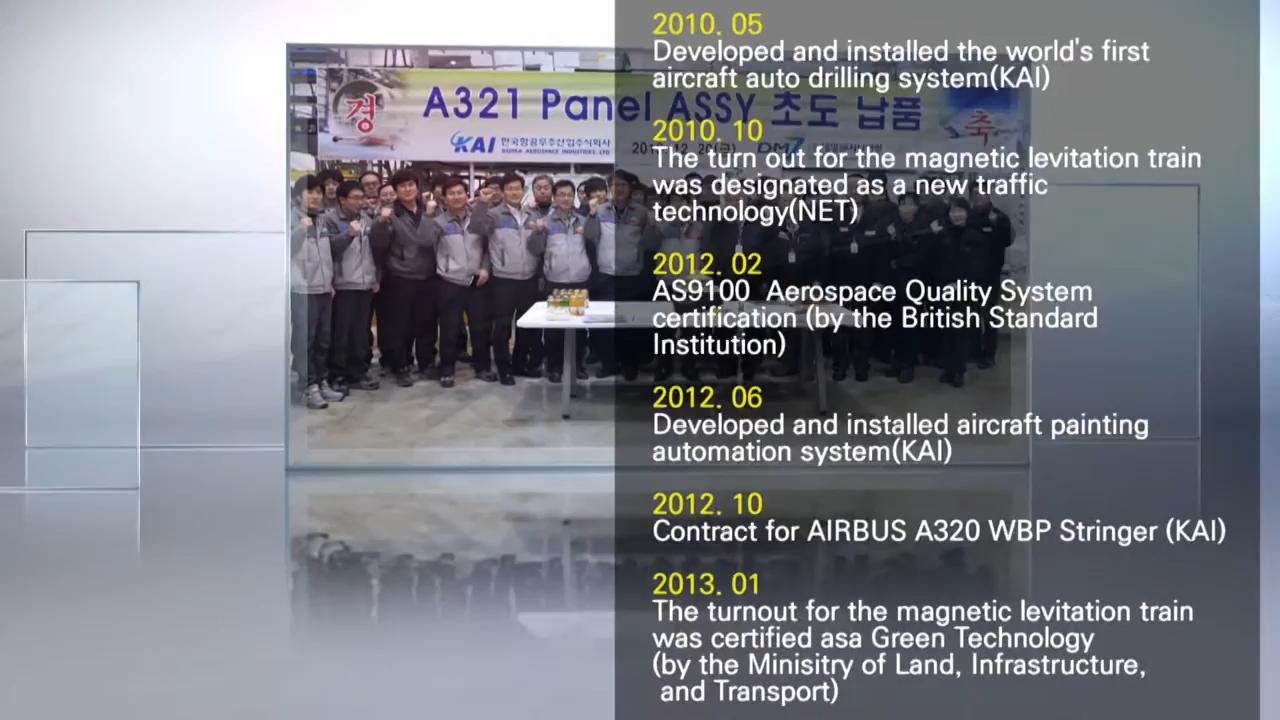 경 A321 Panel ASSY 초도 납품 축
KAI 한국항공우주산업주식회사
KOREA AEROSPACE INDUSTRIES, LTD.
2010. 05
Developed and installed the world's first
aircraft auto drilling system(KAI)
2010. 10
The turn out for the magnetic levitation train
was designated as a new traffic
technology(NET)
2012. 02
AS9100 Aerospace Quality System
certification (by the British Standard
Institution)
2012. 06
Developed and installed aircraft painting
automation system(KAI)
2012. 10
Contract for AIRBUS A320 WBP Stringer (KAI)
2013. 01
The turnout for the magnetic levitation train
was certified asa Green Technology
(by the Minisitry of Land, Infrastructure,
and Transport)